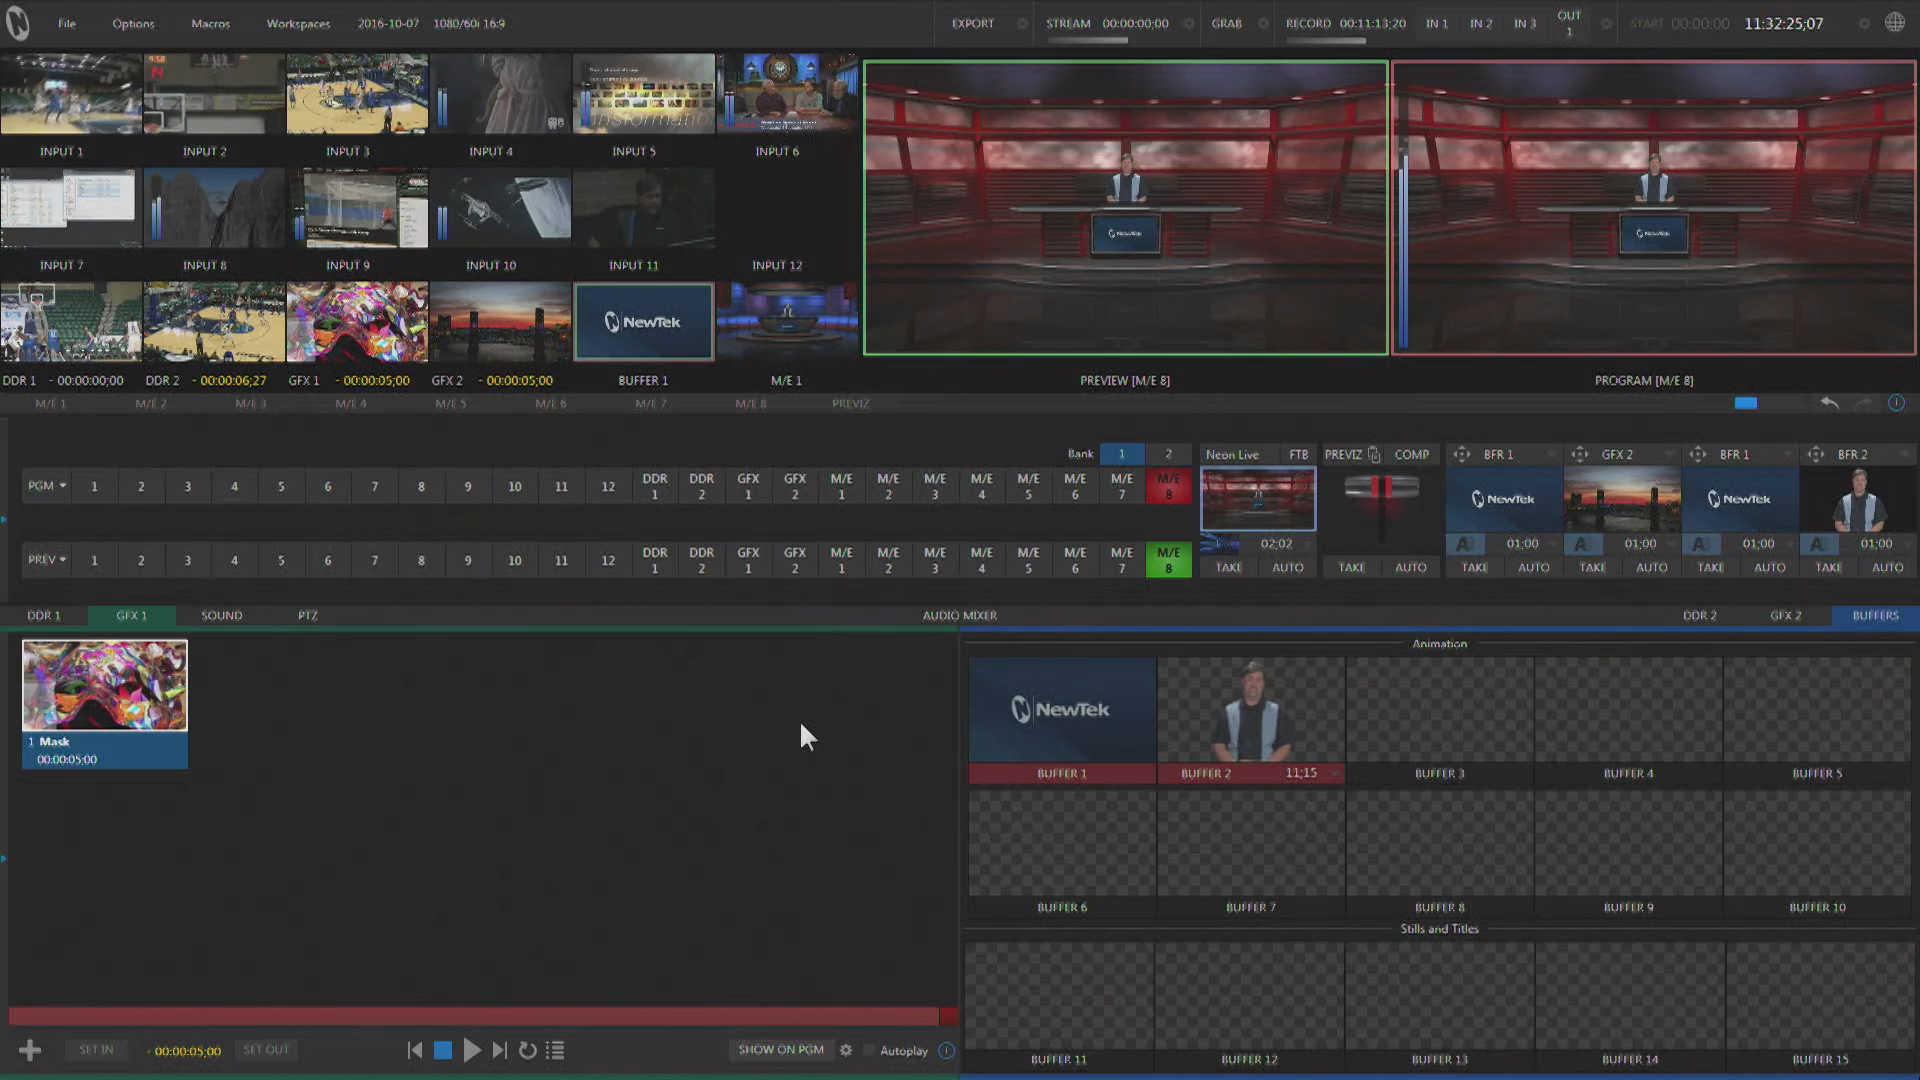 File Options Macros Workspaces 2016-10-07 1080/60i 16:9 EXPORT STREAM 00:00:00;00 GRAB RECORD 00:11:13;20 IN 1 IN 2 IN 3 OUT 1 START 00:00:00 11:32:25;07
INPUT 1 INPUT 2 INPUT 3 INPUT 4 INPUT 5 INPUT 6
INPUT 7 INPUT 8 INPUT 9 INPUT 10 INPUT 11 INPUT 12
NewTek
DDR 1 - 00:00:00;00 DDR 2 - 00:00:06;27 GFX 1 - 00:00:05;00 GFX 2 - 00:00:05;00 BUFFER 1 M/E 1 PREVIEW [M/E 8] PROGRAM [M/E 8]
M/E 1 M/E 2 M/E 3 M/E 4 M/E 5 M/E 6 M/E 7 M/E 8 PREVIZ
Bank 1 2 Neon Live FTB PREVIZ COMP BFR 1 GFX 2 BFR 1 BFR 2
PGM 1 2 3 4 5 6 7 8 9 10 11 12 DDR 1 DDR 2 GFX 1 GFX 2 M/E 1 M/E 2 M/E 3 M/E 4 M/E 5 M/E 6 M/E 7 M/E 8
NewTek NewTek
02;02 01;00 01;00 01;00 01;00
PREV 1 2 3 4 5 6 7 8 9 10 11 12 DDR 1 DDR 2 GFX 1 GFX 2 M/E 1 M/E 2 M/E 3 M/E 4 M/E 5 M/E 6 M/E 7 M/E 8
TAKE AUTO TAKE AUTO TAKE AUTO TAKE AUTO TAKE AUTO TAKE AUTO
DDR 1 GFX 1 SOUND PTZ AUDIO MIXER DDR 2 GFX 2 BUFFERS
Animation
NewTek
1 Mask
00:00:05;00
BUFFER 1 BUFFER 2 11;15 BUFFER 3 BUFFER 4 BUFFER 5
BUFFER 6 BUFFER 7 BUFFER 8 BUFFER 9 BUFFER 10
Stills and Titles
SET IN - 00:00:05;00 SET OUT SHOW ON PGM Autoplay
BUFFER 11 BUFFER 12 BUFFER 13 BUFFER 14 BUFFER 15